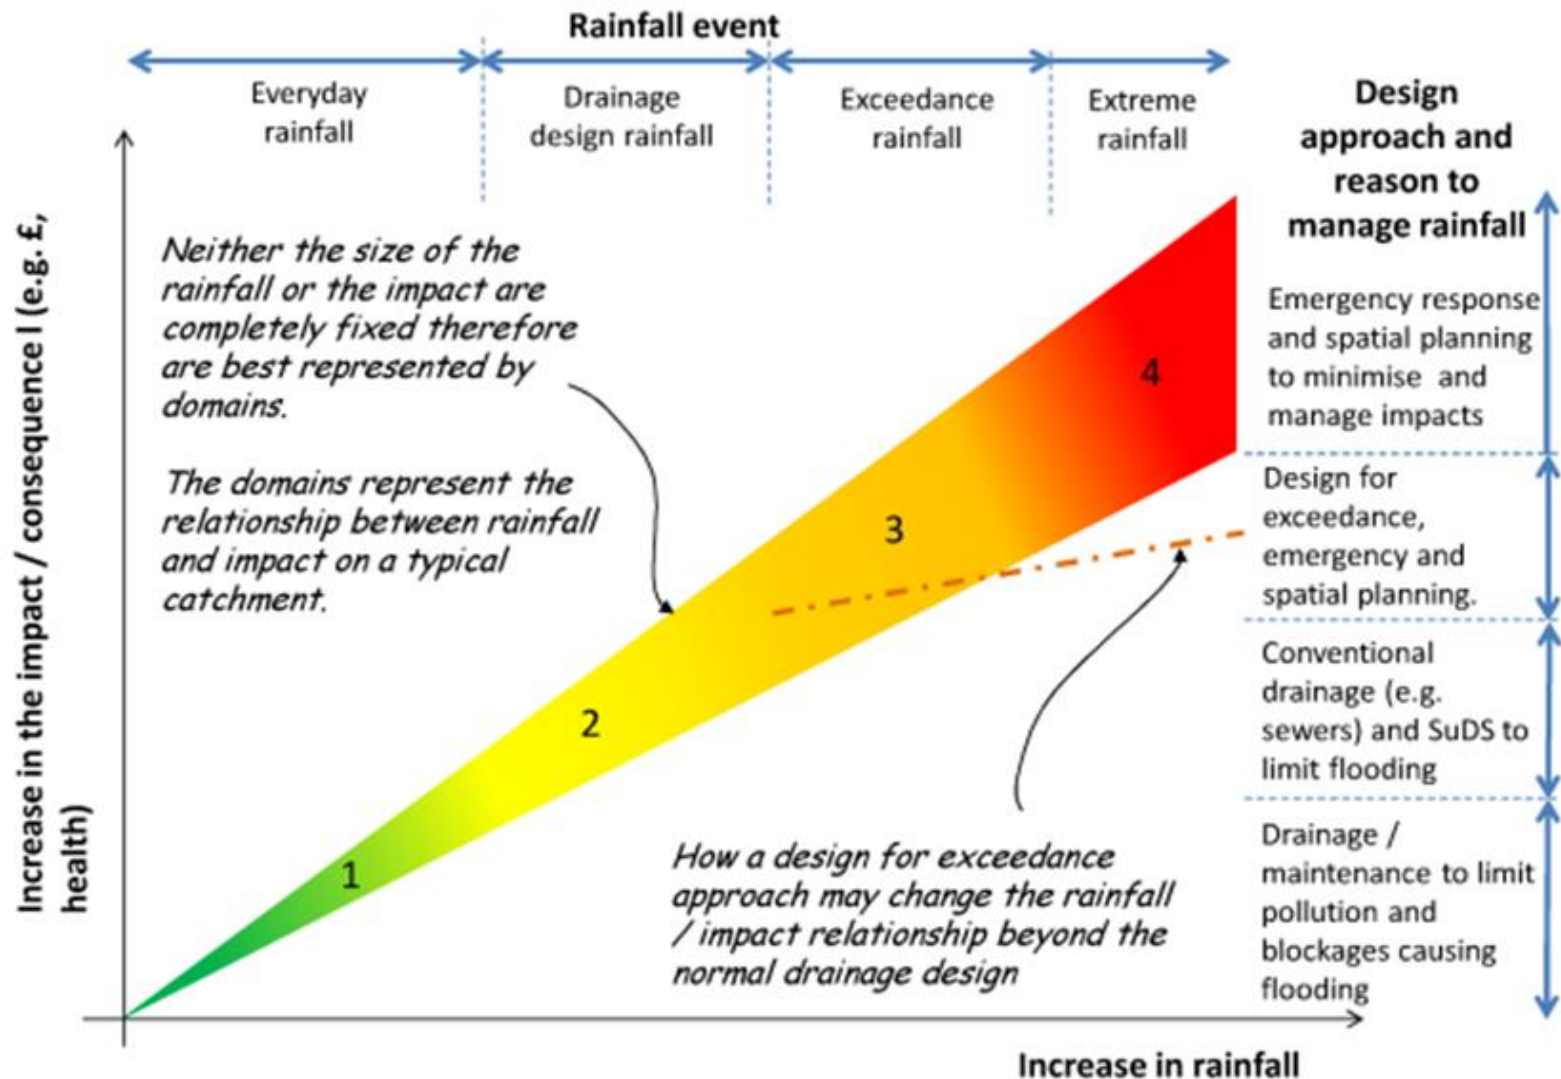 Rainfall event
Everyday
rainfall
Drainage
design rainfall
Exceedance
rainfall
Extreme
rainfall
Design
approach and
reason to
manage rainfall
Increase in the impact / consequence I (e.g. £,
health)
Neither the size of the
rainfall or the impact are
completely fixed therefore
are best represented by
domains.
The domains represent the
relationship between rainfall
and impact on a typical
catchment.
1
2
3
4
How a design for exceedance
approach may change the rainfall
/ impact relationship beyond the
normal drainage design
Emergency response
and spatial planning
to minimise and
manage impacts
Design for
exceedance,
emergency and
spatial planning.
Conventional
drainage (e.g.
sewers) and SuDS to
limit flooding
Drainage /
maintenance to limit
pollution and
blockages causing
flooding
Increase in rainfall